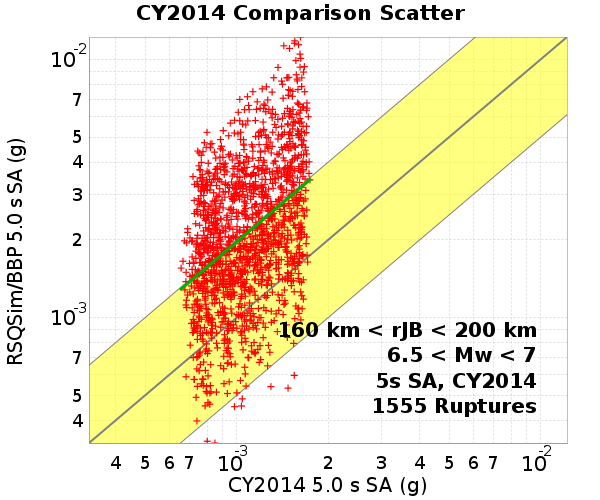 CY2014 Comparison Scatter
RSQSim/BBP 5.0 s SA (g)
10-2
7
5
4
3
2
10-3
7
5
4
160 km < rJB < 200 km
6.5 < Mw < 7
5s SA, CY2014
1555 Ruptures
4 5 6 7 10-3 2 3 4 5 6 7 10-2
CY2014 5.0 s SA (g)